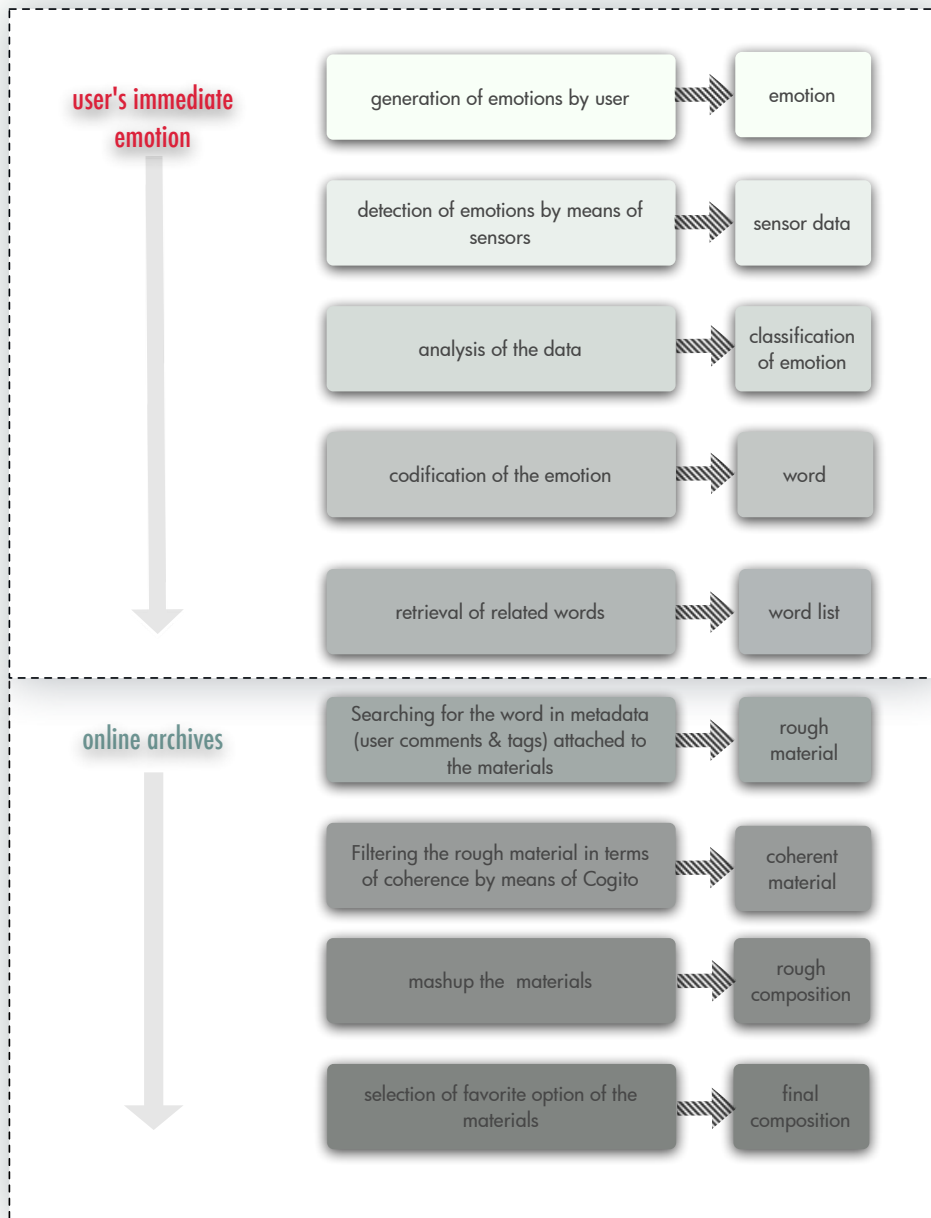 user's immediate
emotion
generation of emotions by user
emotion
detection of emotions by means of
sensors
sensor data
analysis of the data
classification
of emotion
codification of the emotion
word
retrieval of related words
word list
online archives
Searching for the word in metadata
(user comments & tags) attached to
the materials
rough
material
Filtering the rough material in terms
of coherence by means of Cogito
coherent
material
mashup the  materials
rough
composition
selection of favorite option of the
materials
final
composition